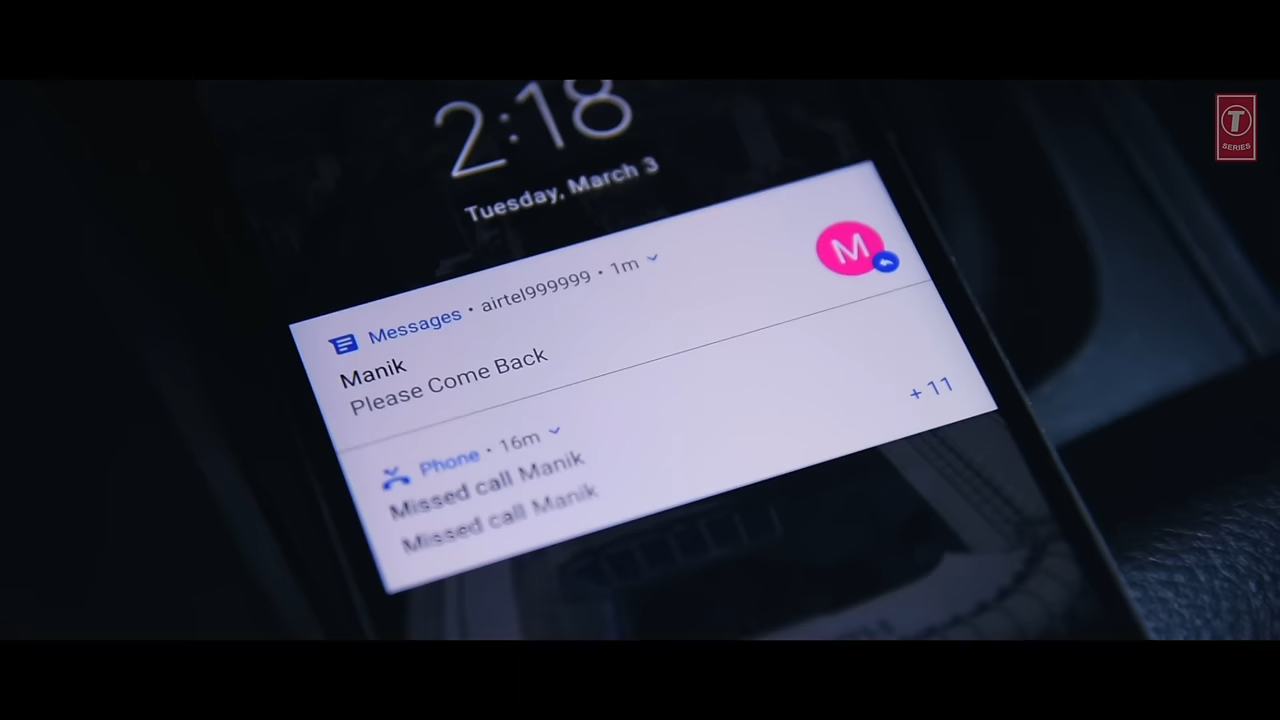 2:18
Tuesday, March 3
T
SERIES
Messages • airtel999999 • 1m
M
Manik
Please Come Back
Phone • 16m
+ 11
Missed call Manik
Missed call Manik